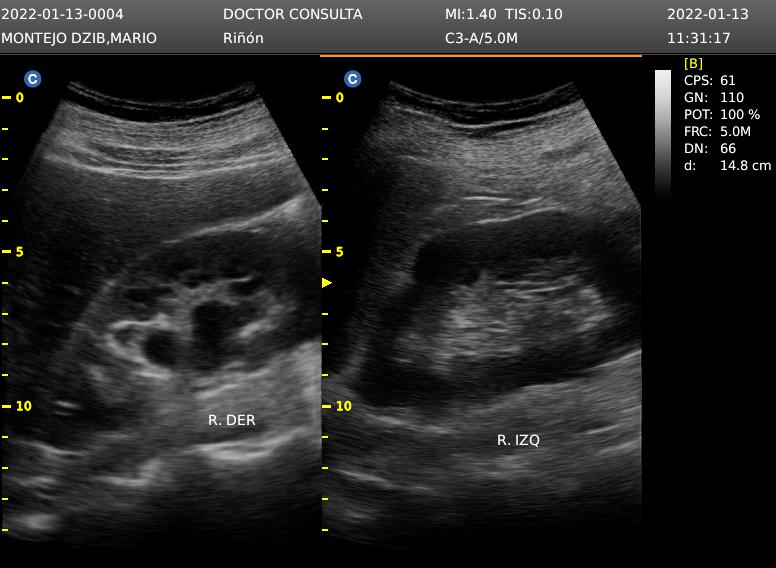 2022-01-13-0004 DOCTOR CONSULTA MI:1.40 TIS:0.10 2022-01-13
MONTEJO DZIB,MARIO Riñón C3-A/5.0M 11:31:17
C C [B]
0 0 CPS: 61
GN: 110
POT: 100 %
FRC: 5.0M
DN: 66
d: 14.8 cm
5 5
10 10
R. DER
R. IZQ